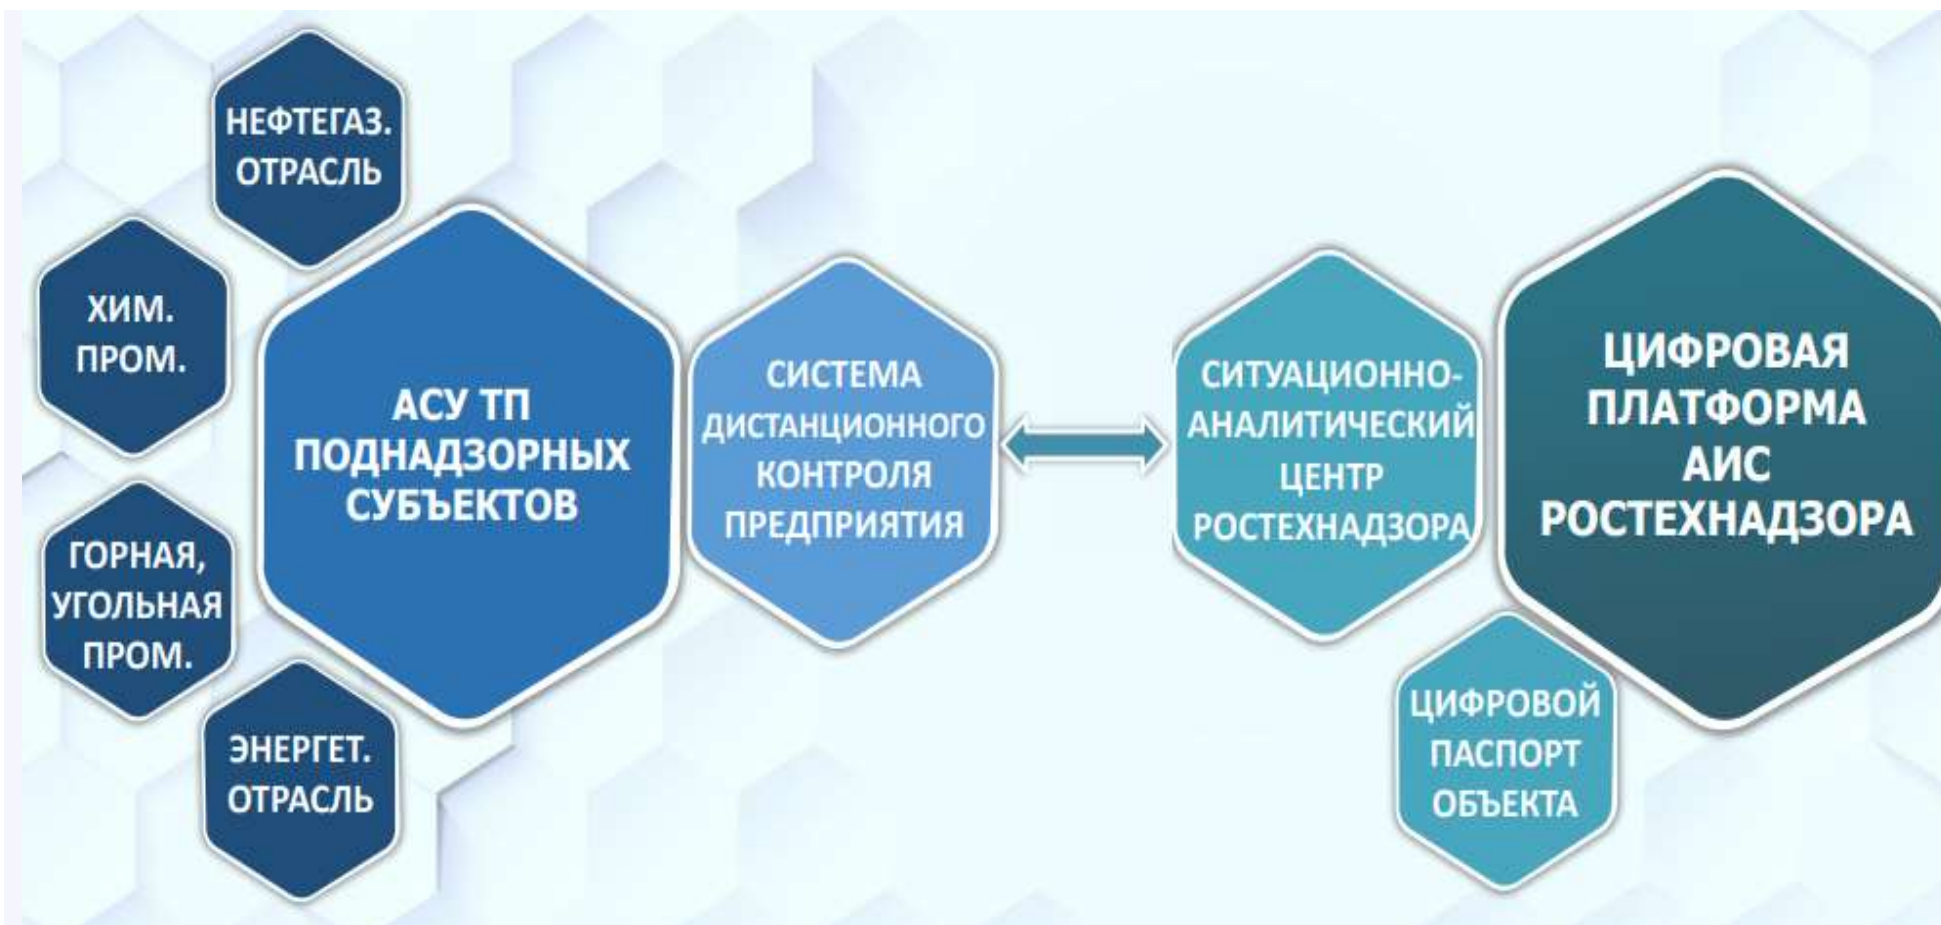 НЕФТЕГАЗ.
ОТРАСЛЬ
ХИМ.
ПРОМ.
ГОРНАЯ,
УГОЛЬНАЯ
ПРОМ.
ЭНЕРГЕТ.
ОТРАСЛЬ
АСУ ТП
ПОДНАДЗОРНЫХ
СУБЪЕКТОВ
СИСТЕМА
ДИСТАНЦИОННОГО
КОНТРОЛЯ
ПРЕДПРИЯТИЯ
СИТУАЦИОННО-
АНАЛИТИЧЕСКИЙ
ЦЕНТР
РОСТЕХНАДЗОРА
ЦИФРОВАЯ
ПЛАТФОРМА
АИС
РОСТЕХНАДЗОРА
ЦИФРОВОЙ
ПАСПОРТ
ОБЪЕКТА